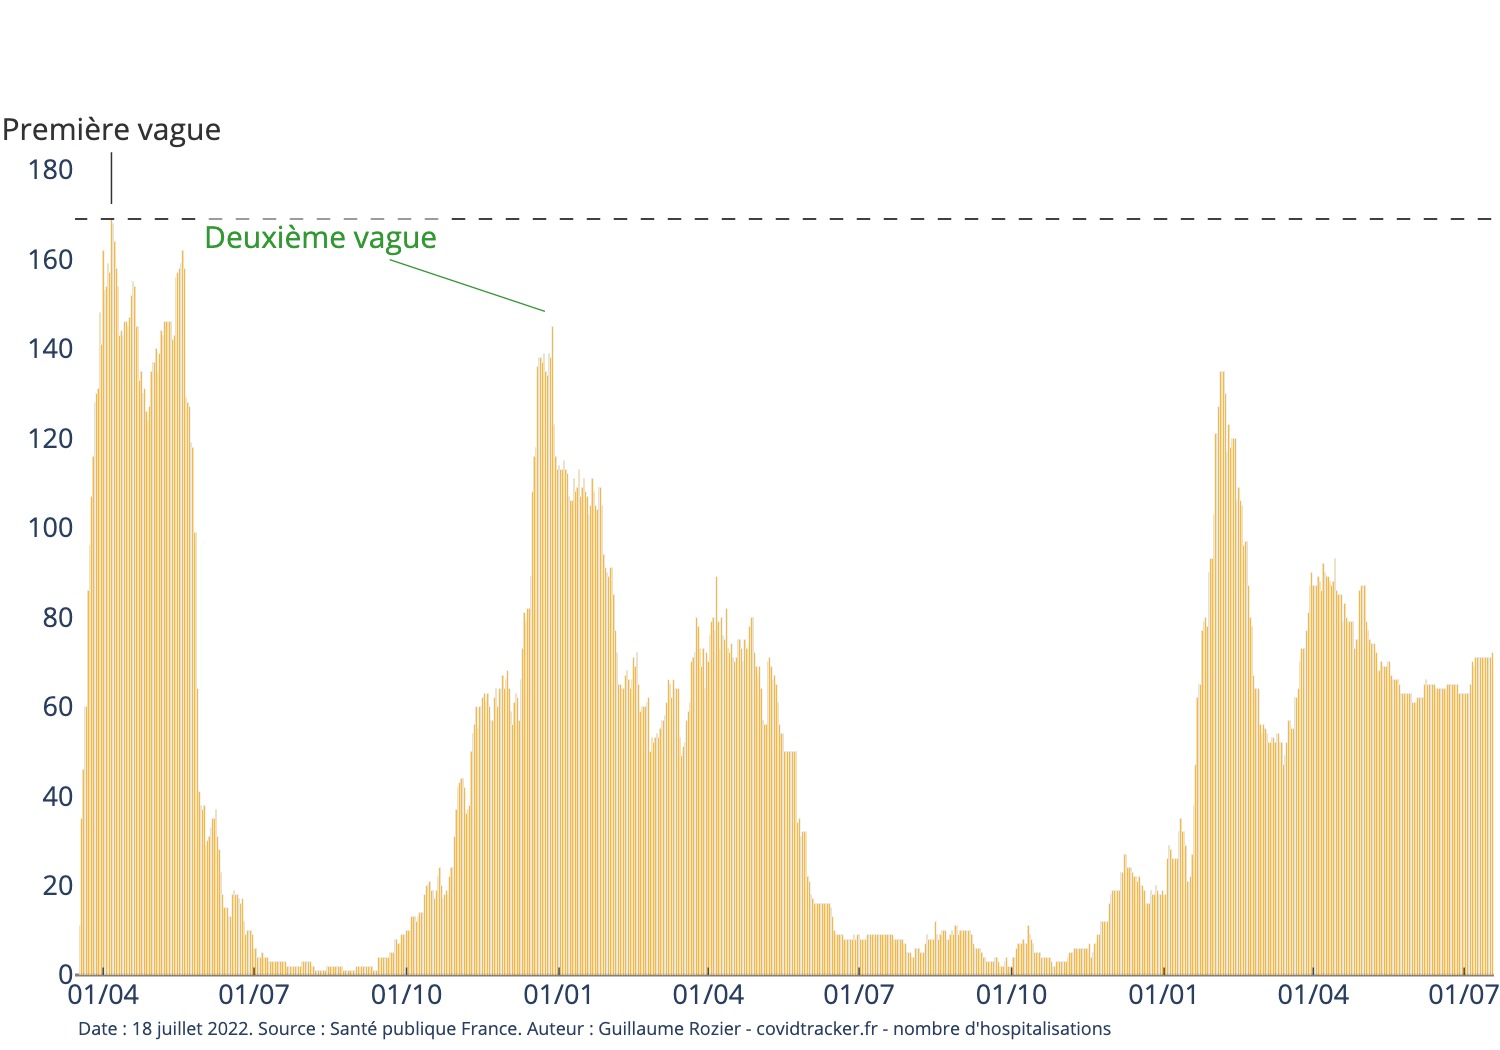 Première vague
180
Deuxième vague
160
140
120
100
80
60
40
20
0
01/04 01/07 01/10 01/01 01/04 01/07 01/10 01/01 01/04 01/07
Date : 18 juillet 2022. Source : Santé publique France. Auteur : Guillaume Rozier - covidtracker.fr - nombre d'hospitalisations